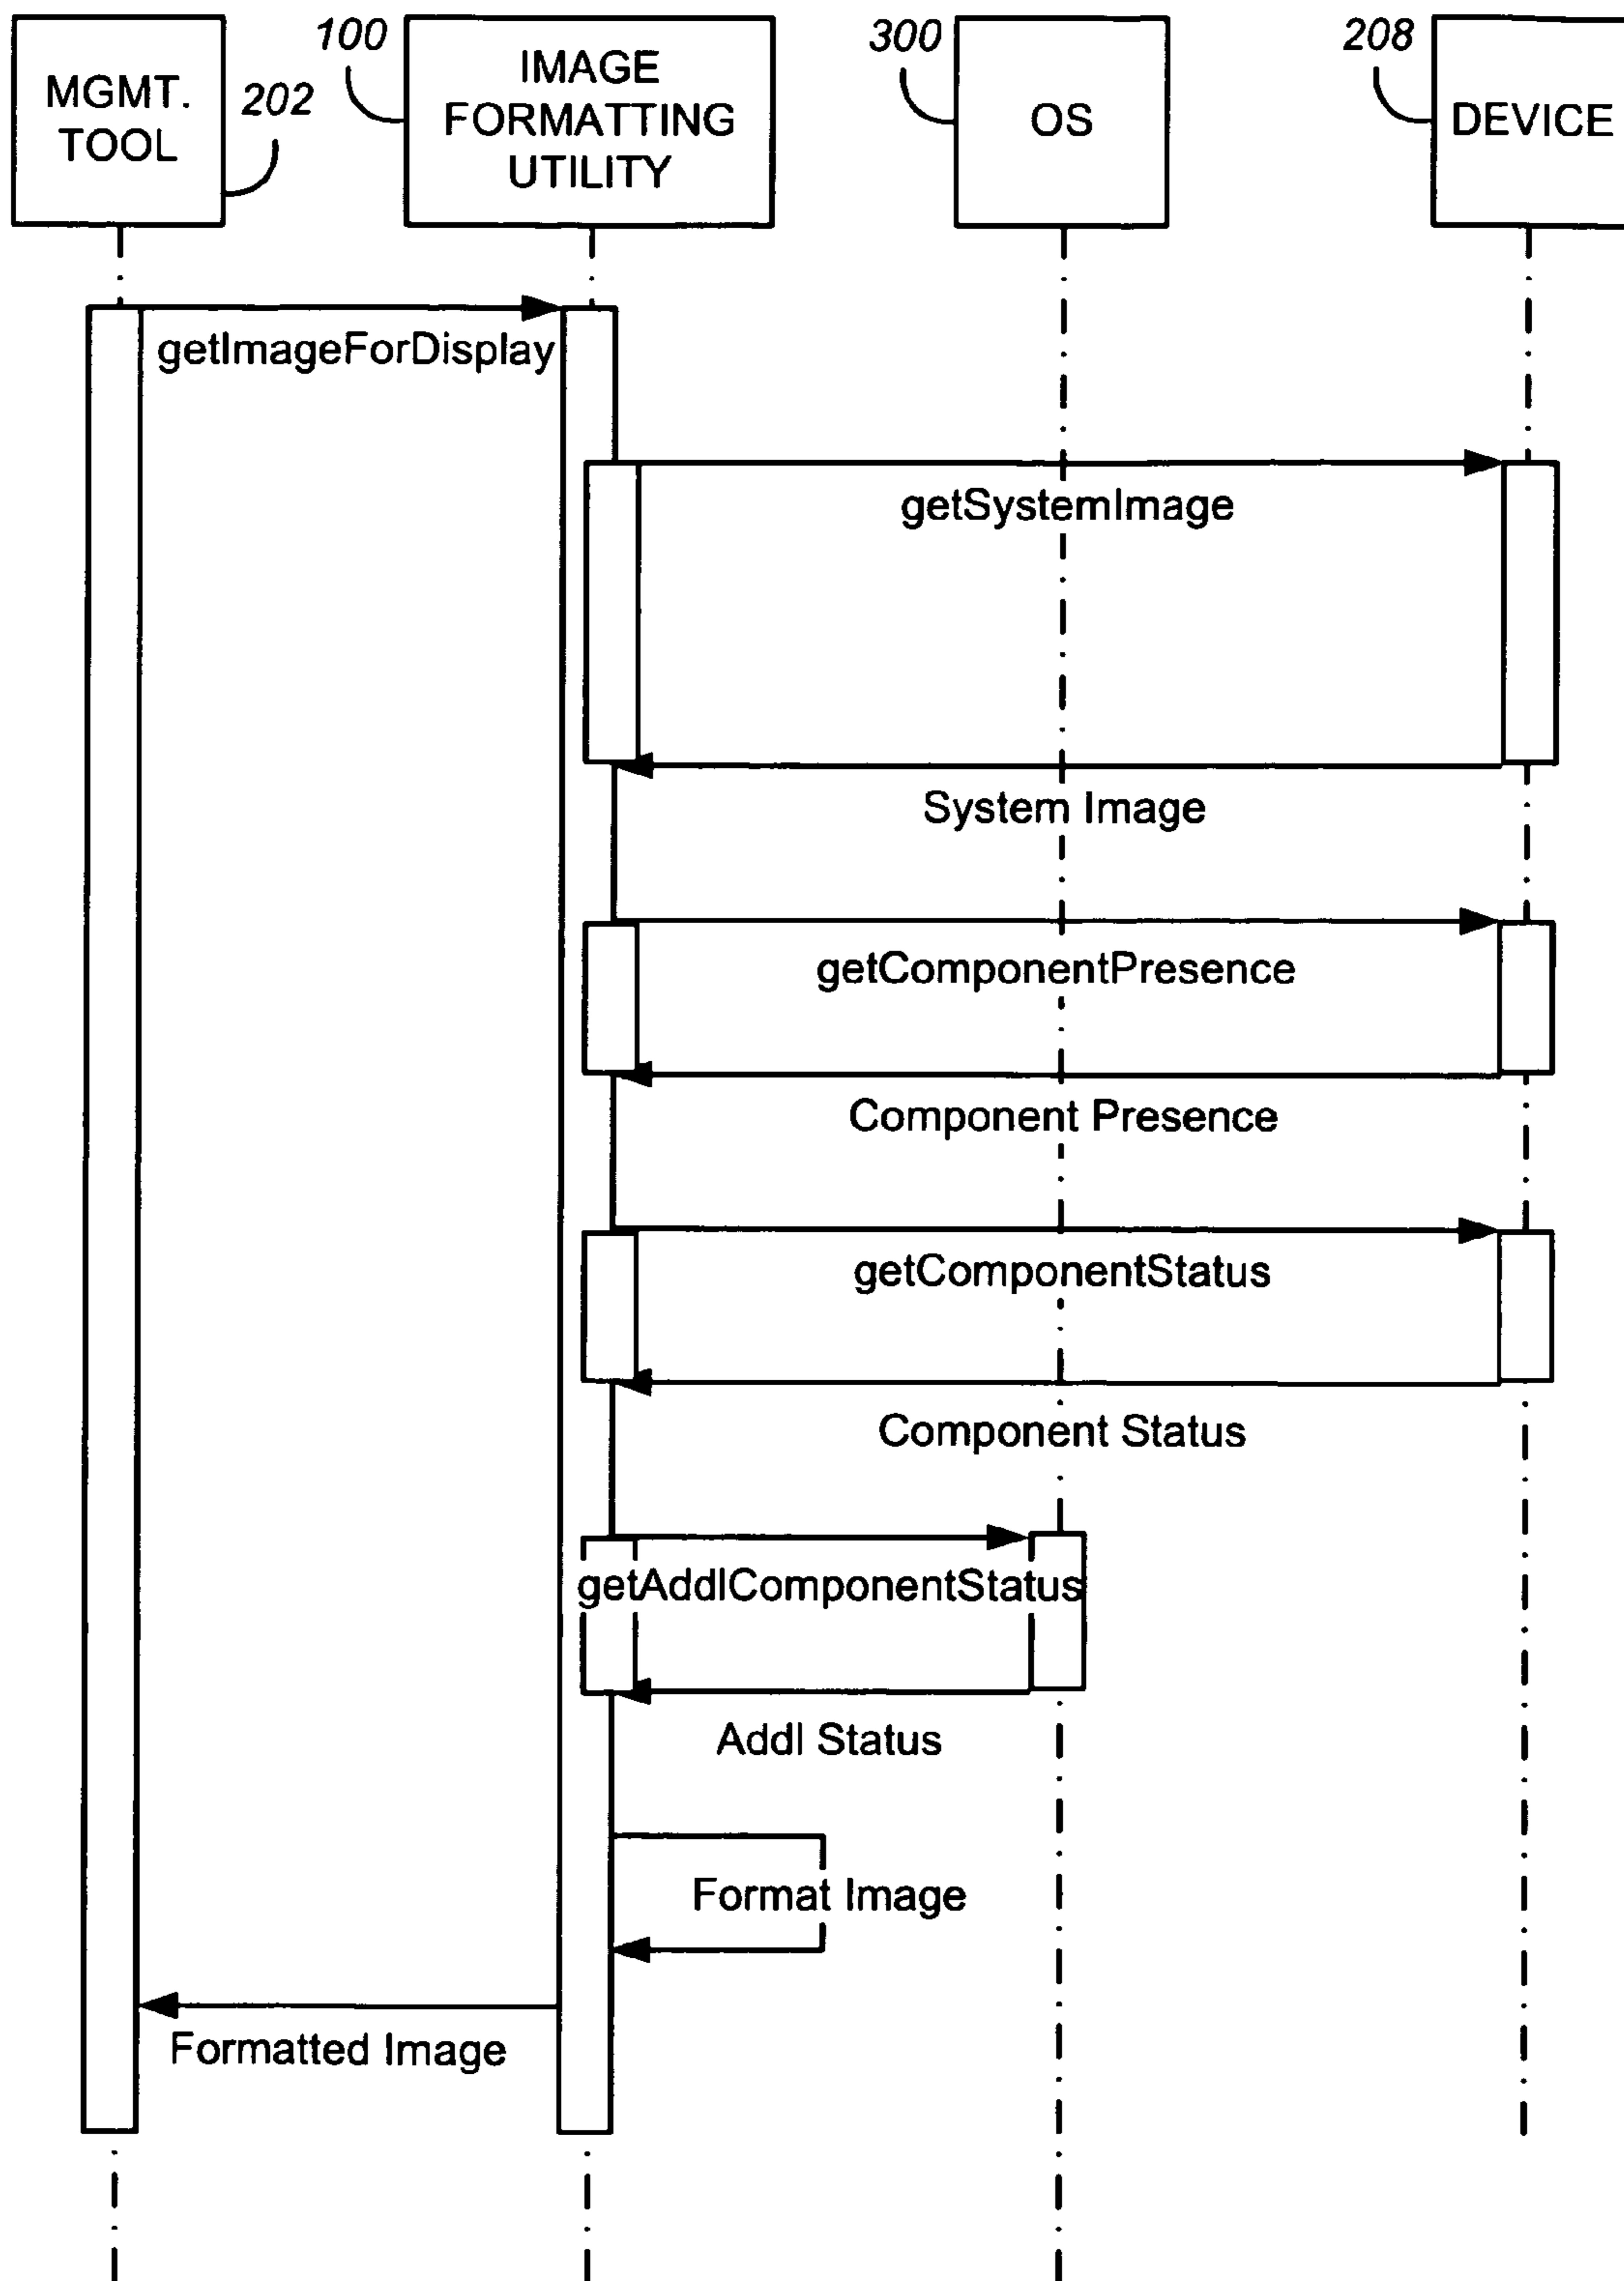 MGMT.
TOOL
202
100
IMAGE
FORMATTING
UTILITY
300
OS
208
DEVICE
getImageForDisplay
getSystemImage
System Image
getComponentPresence
Component Presence
getComponentStatus
Component Status
getAddlComponentStatus
Addl Status
Format Image
Formatted Image